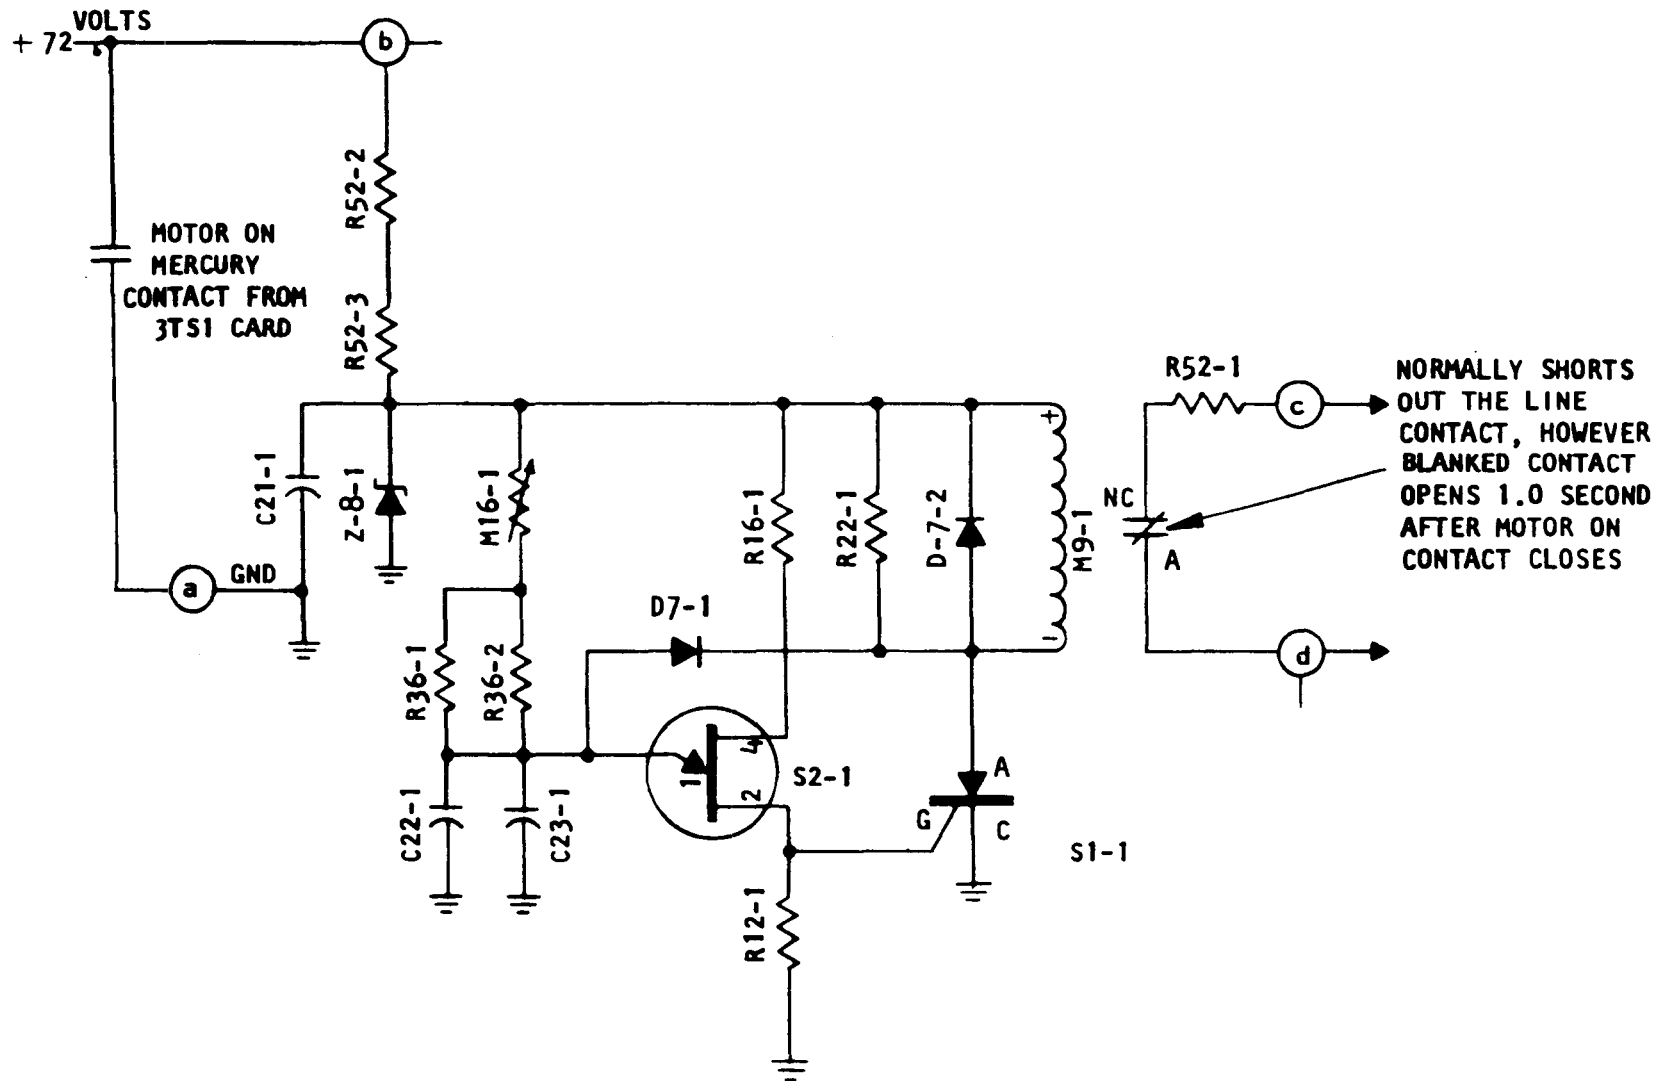 VOLTS
+ 72
b
R52-2
MOTOR ON
MERCURY
CONTACT FROM
3TS1 CARD
R52-3
R52-1
c
NORMALLY SHORTS
OUT THE LINE
CONTACT, HOWEVER
BLANKED CONTACT
OPENS 1.0 SECOND
AFTER MOTOR ON
CONTACT CLOSES
C21-1
Z-8-1
M16-1
R16-1
R22-1
D-7-2
+
M9-1
-
NC
A
a
GND
D7-1
d
R36-1
R36-2
1
4
2
S2-1
A
G
C
S1-1
C22-1
C23-1
R12-1